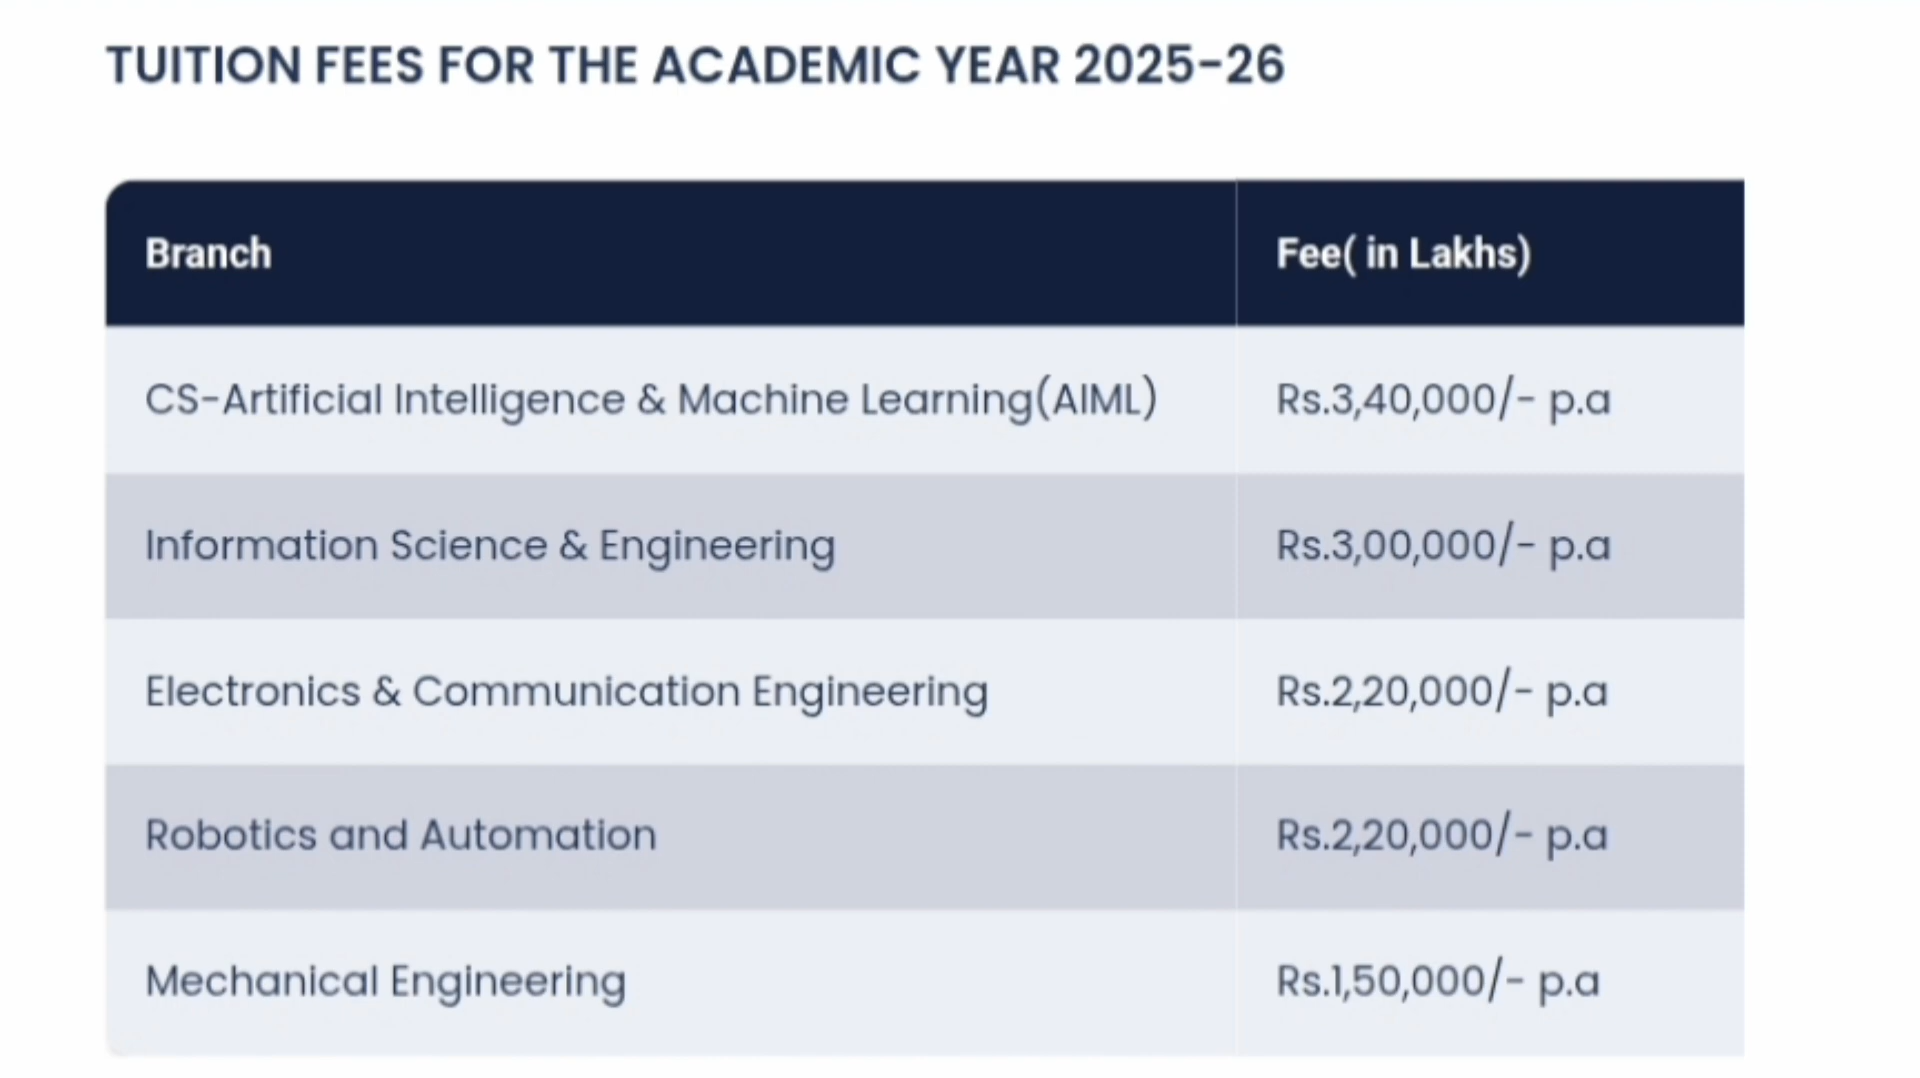 TUITION FEES FOR THE ACADEMIC YEAR 2025-26
Branch Fee( in Lakhs)
CS-Artificial Intelligence & Machine Learning(AIML) Rs.3,40,000/- p.a
Information Science & Engineering Rs.3,00,000/- p.a
Electronics & Communication Engineering Rs.2,20,000/- p.a
Robotics and Automation Rs.2,20,000/- p.a
Mechanical Engineering Rs.1,50,000/- p.a